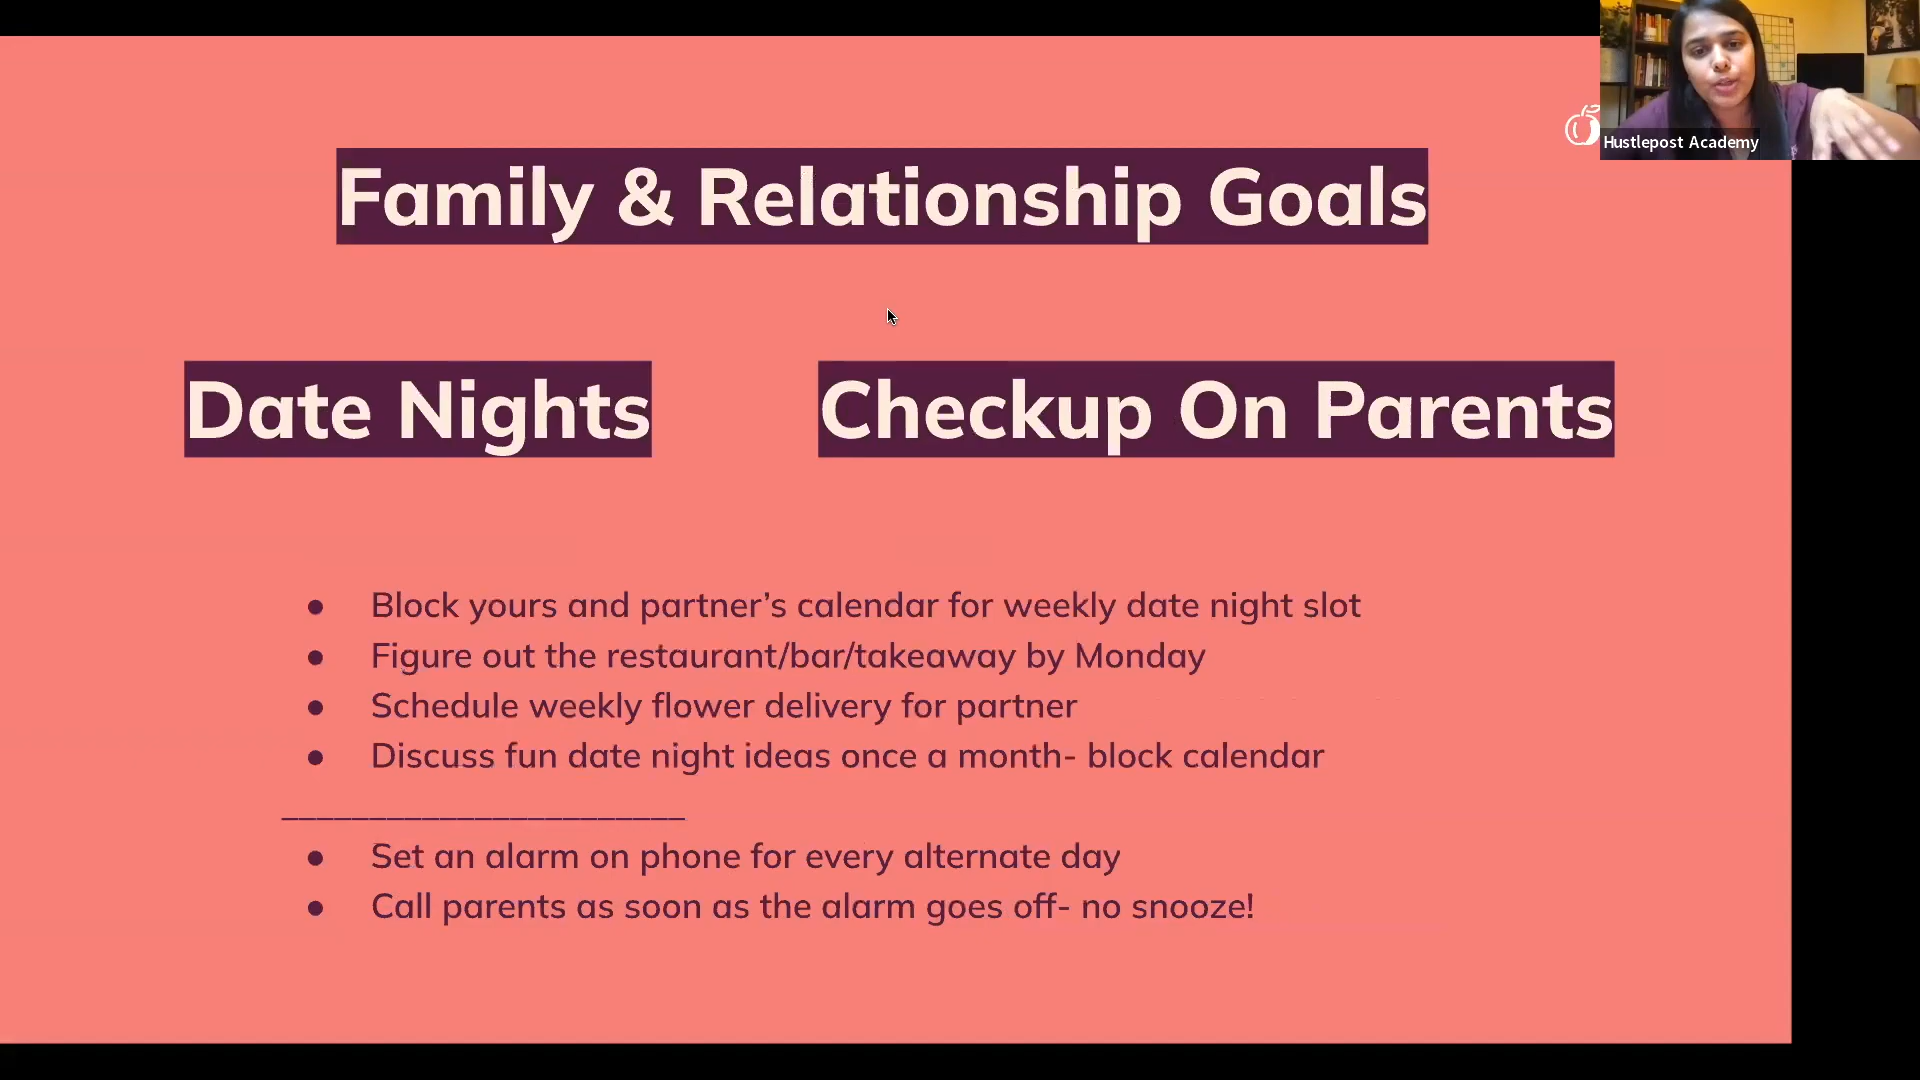 Family & Relationship Goals
Hustlepost Academy
Date Nights
Checkup On Parents
● Block yours and partner’s calendar for weekly date night slot
● Figure out the restaurant/bar/takeaway by Monday
● Schedule weekly flower delivery for partner
● Discuss fun date night ideas once a month- block calendar
_______________________
● Set an alarm on phone for every alternate day
● Call parents as soon as the alarm goes off- no snooze!